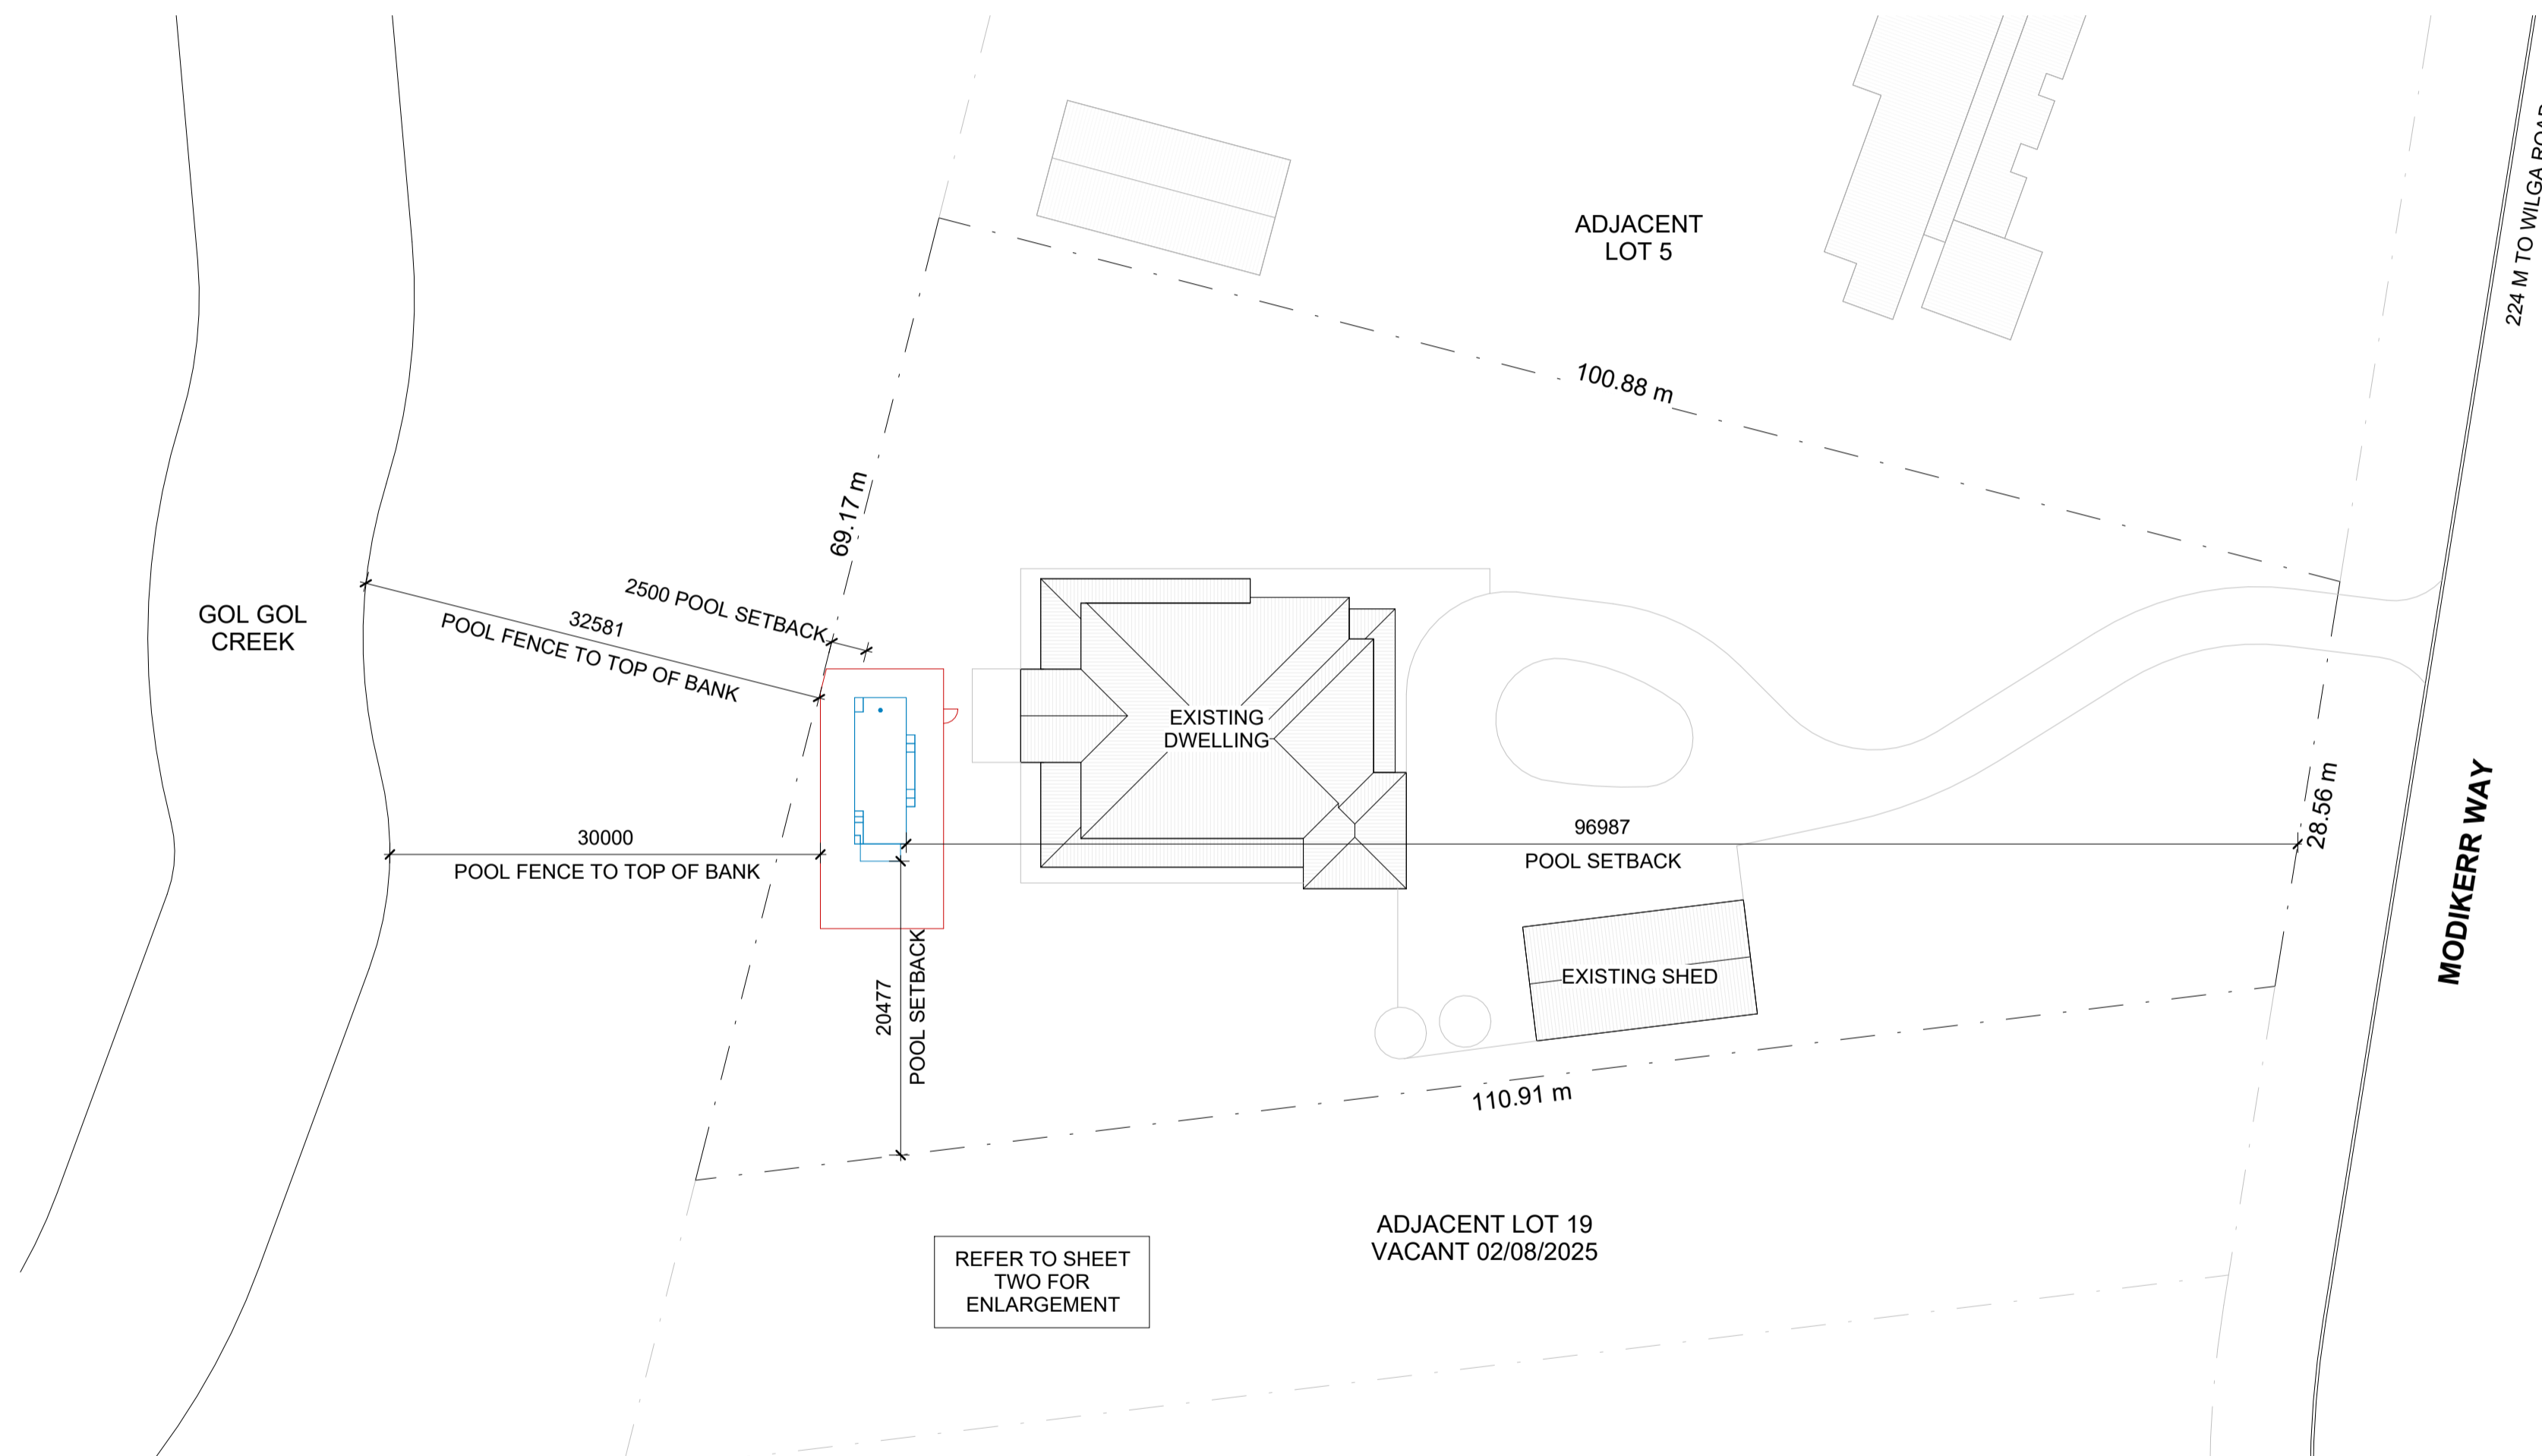 224 M TO WILGA ROAD
ADJACENT
LOT 5
100.88 m
69.17 m
2500 POOL SETBACK
32581
POOL FENCE TO TOP OF BANK
GOL GOL
CREEK
EXISTING
DWELLING
28.56 m
MODIKERR WAY
30000
POOL FENCE TO TOP OF BANK
96987
POOL SETBACK
20477
POOL SETBACK
EXISTING SHED
110.91 m
ADJACENT LOT 19
VACANT 02/08/2025
REFER TO SHEET
TWO FOR
ENLARGEMENT